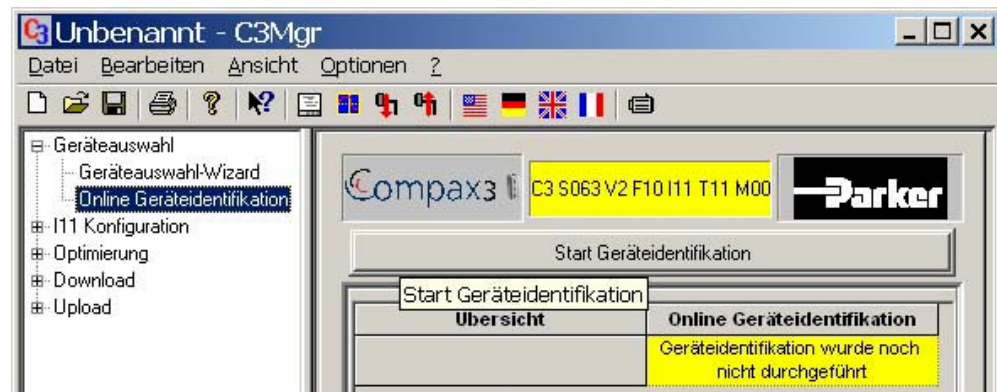 Unbenannt - C3Mgr
Datei Bearbeiten Ansicht Optionen ?
Geräteauswahl
Geräteauswahl-Wizard
Online Geräteidentifikation
I11 Konfiguration
Optimierung
Download
Upload
Compax3
C3 S063 V2 F10 I11 T11 M00
Parker
Start Geräteidentifikation
Start Geräteidentifikation
Übersicht
Online Geräteidentifikation
Geräteidentifikation wurde noch
nicht durchgeführt